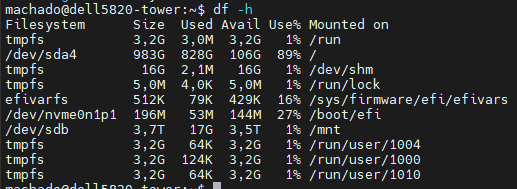 machado@dell5820-tower:~$ df -h
Filesystem      Size  Used Avail Use% Mounted on
tmpfs           3,2G  3,0M  3,2G   1% /run
/dev/sda4       983G  828G  106G  89% /
tmpfs            16G  2,1M   16G   1% /dev/shm
tmpfs           5,0M  4,0K  5,0M   1% /run/lock
efivarfs        512K   79K  429K  16% /sys/firmware/efi/efivars
/dev/nvme0n1p1  196M   53M  144M  27% /boot/efi
/dev/sdb        3,7T   17G  3,5T   1% /mnt
tmpfs           3,2G   64K  3,2G   1% /run/user/1004
tmpfs           3,2G  124K  3,2G   1% /run/user/1000
tmpfs           3,2G   64K  3,2G   1% /run/user/1010
machado@dell5820-tower:~$